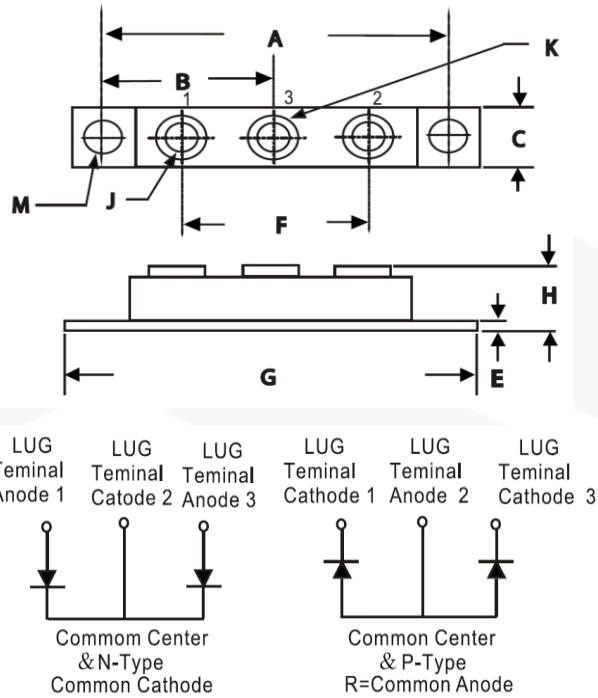 A
K
B
1
3
2
C
M
J
F
H
G
E
LUG
Teminal
Anode 1
LUG
Teminal
Catode 2
LUG
Teminal
Anode 3
LUG
Teminal
Cathode 1
LUG
Teminal
Anode 2
LUG
Teminal
Cathode 3
Commom Center
& N-Type
Common Cathode
Common Center
& P-Type
R=Common Anode